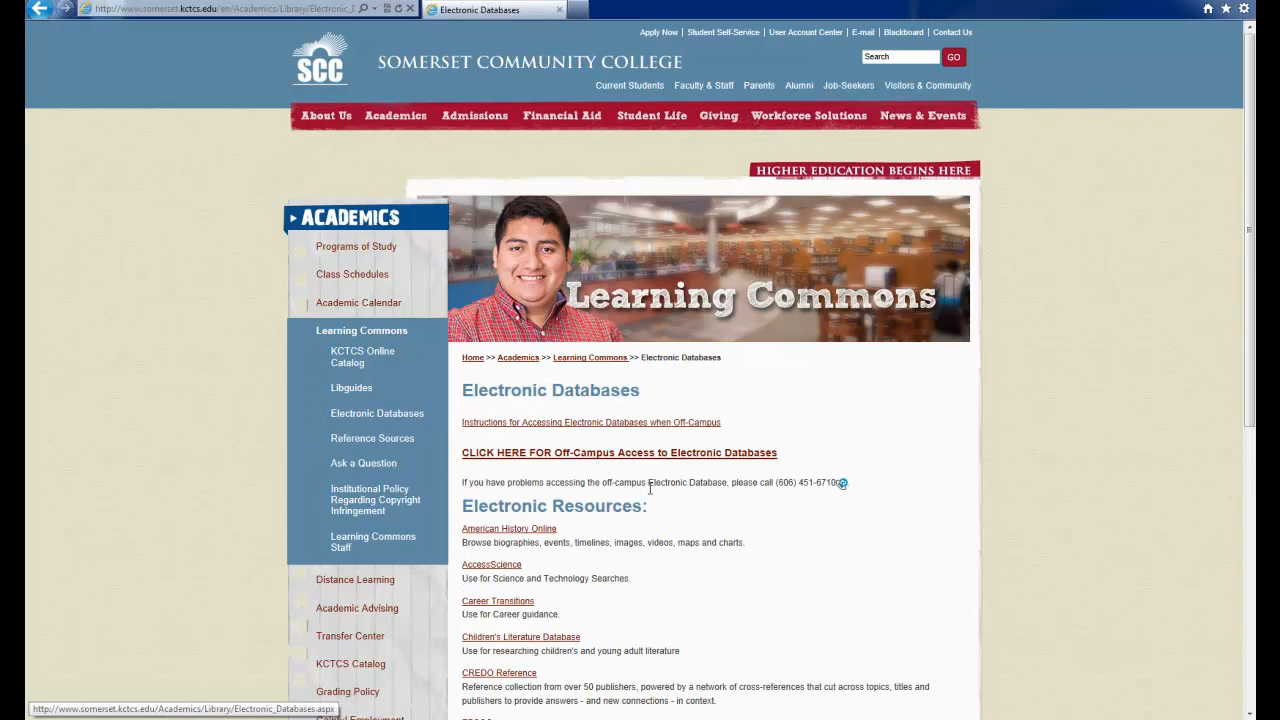 http://www.somerset.kctcs.edu/en/Academics/Library/Electronic_D
Electronic Databases
Apply Now | Student Self-Service | User Account Center | E-mail | Blackboard | Contact Us
SCC
SOMERSET COMMUNITY COLLEGE
Search
GO
Current Students Faculty & Staff Parents Alumni Job-Seekers Visitors & Community
About Us Academics Admissions Financial Aid Student Life Giving Workforce Solutions News & Events
HIGHER EDUCATION BEGINS HERE
ACADEMICS
Programs of Study
Class Schedules
Academic Calendar
Learning Commons
KCTCS Online
Catalog
Libguides
Electronic Databases
Reference Sources
Ask a Question
Institutional Policy
Regarding Copyright
Infringement
Learning Commons
Staff
Distance Learning
Academic Advising
Transfer Center
KCTCS Catalog
Grading Policy
Gainful Employment
Learning Commons
Home >> Academics >> Learning Commons >> Electronic Databases
Electronic Databases
Instructions for Accessing Electronic Databases when Off-Campus
CLICK HERE FOR Off-Campus Access to Electronic Databases
If you have problems accessing the off-campus Electronic Database, please call (606) 451-6710
Electronic Resources:
American History Online
Browse biographies, events, timelines, images, videos, maps and charts.
AccessScience
Use for Science and Technology Searches.
Career Transitions
Use for Career guidance.
Children's Literature Database
Use for researching children's and young adult literature
CREDO Reference
Reference collection from over 50 publishers, powered by a network of cross-references that cut across topics, titles and
publishers to provide answers - and new connections - in context.
http://www.somerset.kctcs.edu/Academics/Library/Electronic_Databases.aspx